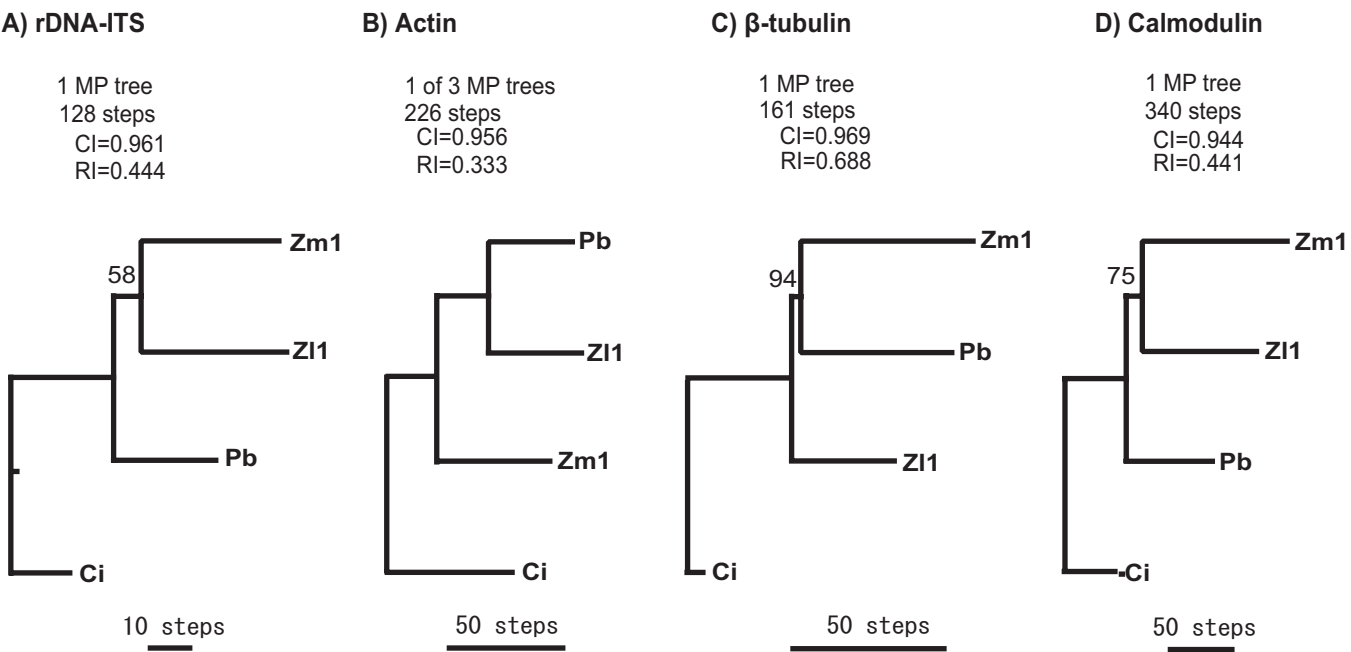 A) rDNA-ITS
1 MP tree
128 steps
CI=0.961
RI=0.444
Zm1
58
Zl1
Pb
Ci
10 steps
B) Actin
1 of 3 MP trees
226 steps
CI=0.956
RI=0.333
Pb
Zl1
Zm1
Ci
50 steps
C) β-tubulin
1 MP tree
161 steps
CI=0.969
RI=0.688
Zm1
94
Pb
Zl1
Ci
50 steps
D) Calmodulin
1 MP tree
340 steps
CI=0.944
RI=0.441
Zm1
75
Zl1
Pb
Ci
50 steps